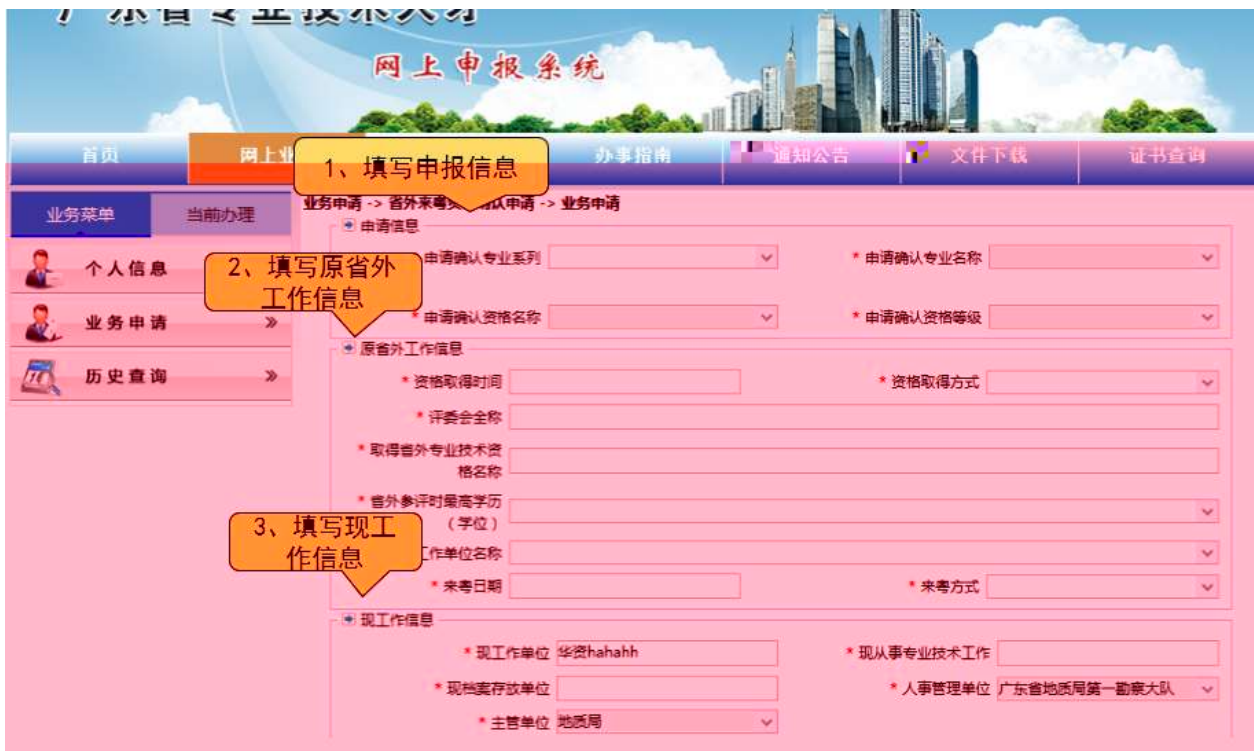 广东省专业技术人才
网上申报系统
首页 网上业 办事指南 通知公告 文件下载 证书查询
1、填写申报信息
业务菜单 当前办理
业务申请 -> 省外来粤 确认申请 -> 业务申请
申请信息
个人信息
2、填写原省外
工作信息
申请确认专业系列 * 申请确认专业名称
业务申请 »
* 申请确认资格名称 * 申请确认资格等级
原省外工作信息
历史查询 »
* 资格取得时间 * 资格取得方式
* 评委会全称
* 取得省外专业技术资
格名称
* 省外参评时最高学历
(学位)
3、填写现工
作信息
工作单位名称
* 来粤日期 * 来粤方式
现工作信息
* 现工作单位 华资hahahh * 现从事专业技术工作
* 现档案存放单位 * 人事管理单位 广东省地质局第一勘察大队
* 主管单位 地质局